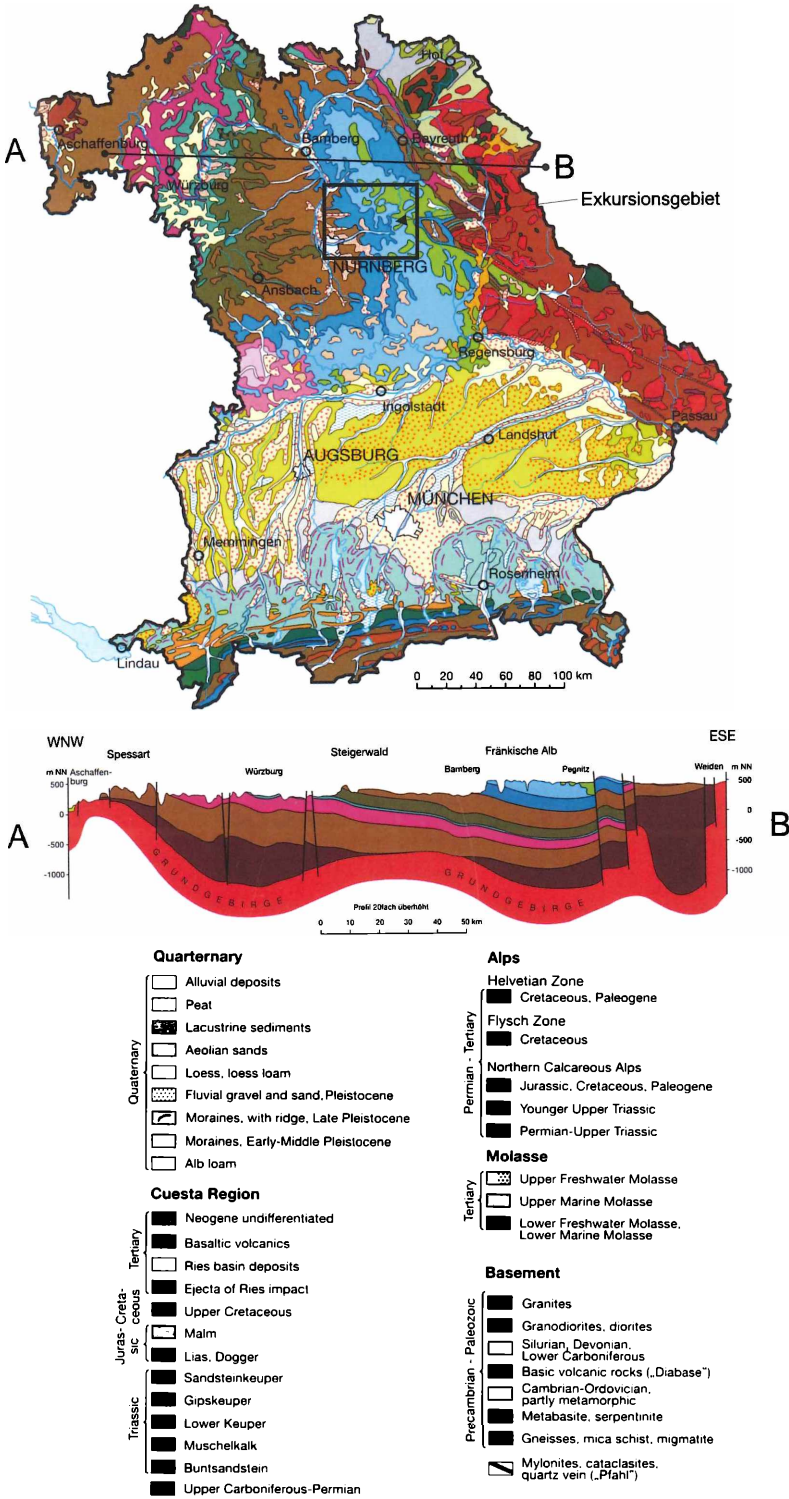 Hof
Aschaffenburg
A
Bamberg
Bayreuth
B
Würzburg
Exkursionsgebiet
NÜRNBERG
Ansbach
Regensburg
Ingolstadt
Passau
Landshut
AUGSBURG
MÜNCHEN
Memmingen
Rosenheim
Lindau
0 20 40 60 80 100 km
WNW
ESE
Spessart
Steigerwald
Fränkische Alb
m NN
Aschaffen-
burg
Würzburg
Bamberg
Pegnitz
Weiden
m NN
500
0
-500
-1000
500
0
-500
-1000
A
B
GRUNDGEBIRGE
GRUNDGEBIRGE
Profil 20fach überhöht
0 10 20 30 40 50 km
Quarternary
Quaternary
Alluvial deposits
Peat
Lacustrine sediments
Aeolian sands
Loess, loess loam
Fluvial gravel and sand, Pleistocene
Moraines, with ridge, Late Pleistocene
Moraines, Early-Middle Pleistocene
Alb loam
Cuesta Region
Tertiary
Neogene undifferentiated
Basaltic volcanics
Ries basin deposits
Ejecta of Ries impact
Creta-
ceous
Upper Cretaceous
Juras-
sic
Malm
Lias, Dogger
Triassic
Sandsteinkeuper
Gipskeuper
Lower Keuper
Muschelkalk
Buntsandstein
Upper Carboniferous-Permian
Alps
Permian - Tertiary
Helvetian Zone
Cretaceous, Paleogene
Flysch Zone
Cretaceous
Northern Calcareous Alps
Jurassic, Cretaceous, Paleogene
Younger Upper Triassic
Permian-Upper Triassic
Molasse
Tertiary
Upper Freshwater Molasse
Upper Marine Molasse
Lower Freshwater Molasse,
Lower Marine Molasse
Basement
Precambrian - Paleozoic
Granites
Granodiorites, diorites
Silurian, Devonian,
Lower Carboniferous
Basic volcanic rocks („Diabase")
Cambrian-Ordovician,
partly metamorphic
Metabasite, serpentinite
Gneisses, mica schist, migmatite
Mylonites, cataclasites,
quartz vein („Pfahl")